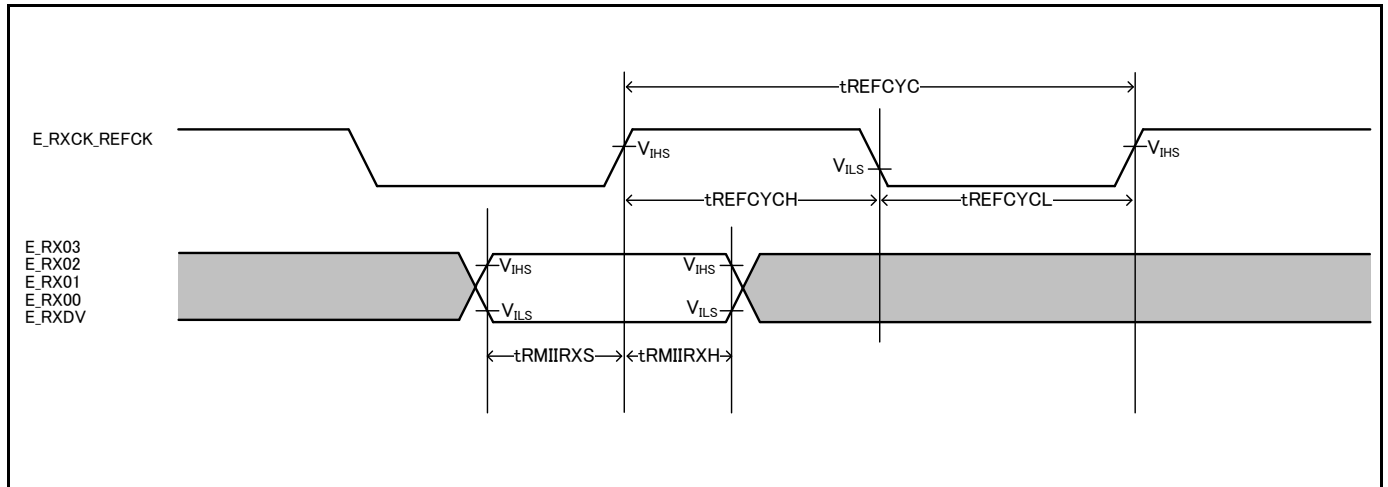 tREFCYC
E_RXCK_REFCK
VIHS
VILS
VIHS
tREFCYCH
tREFCYCL
E_RX03
E_RX02
E_RX01
E_RX00
E_RXDV
VIHS
VIHS
VILS
VILS
tRMIIRXS
tRMIIRXH